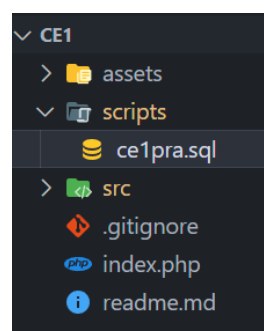 CE1
assets
scripts
ce1pra.sql
src
.gitignore
php index.php
readme.md